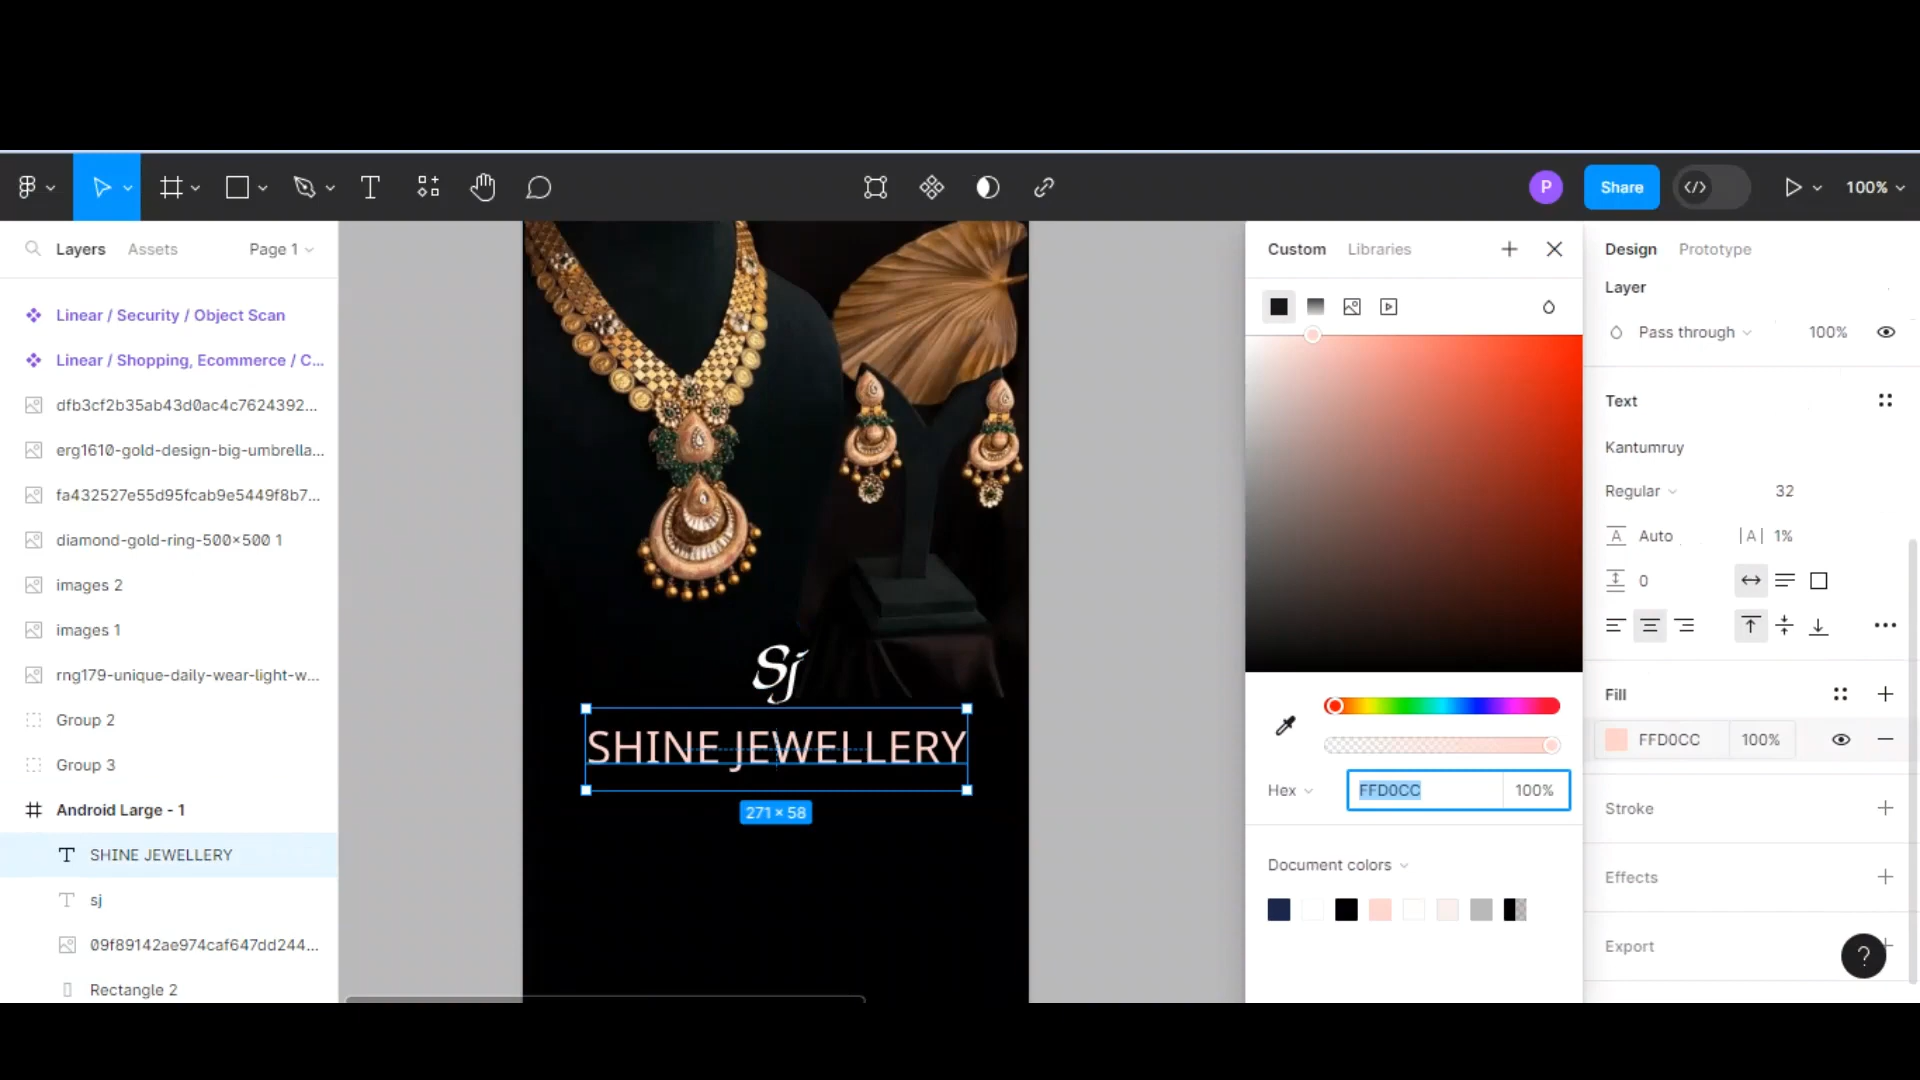 P
Share
100%
Layers
Assets
Page 1
Linear / Security / Object Scan
Linear / Shopping, Ecommerce / C...
dfb3cf2b35ab43d0ac4c7624392...
erg1610-gold-design-big-umbrella...
fa432527e55d95fcab9e5449f8b7...
diamond-gold-ring-500×500 1
images 2
images 1
rng179-unique-daily-wear-light-w...
Group 2
Group 3
Android Large - 1
SHINE JEWELLERY
sj
09f89142ae974caf647dd244...
Rectangle 2
Sj
SHINE JEWELLERY
271 × 58
Custom
Libraries
Hex
FFD0CC
100%
Document colors
Design
Prototype
Layer
Pass through
100%
Text
Kantumruy
Regular
32
A
Auto
|A|
1%
0
Fill
FFD0CC
100%
Stroke
Effects
Export
?